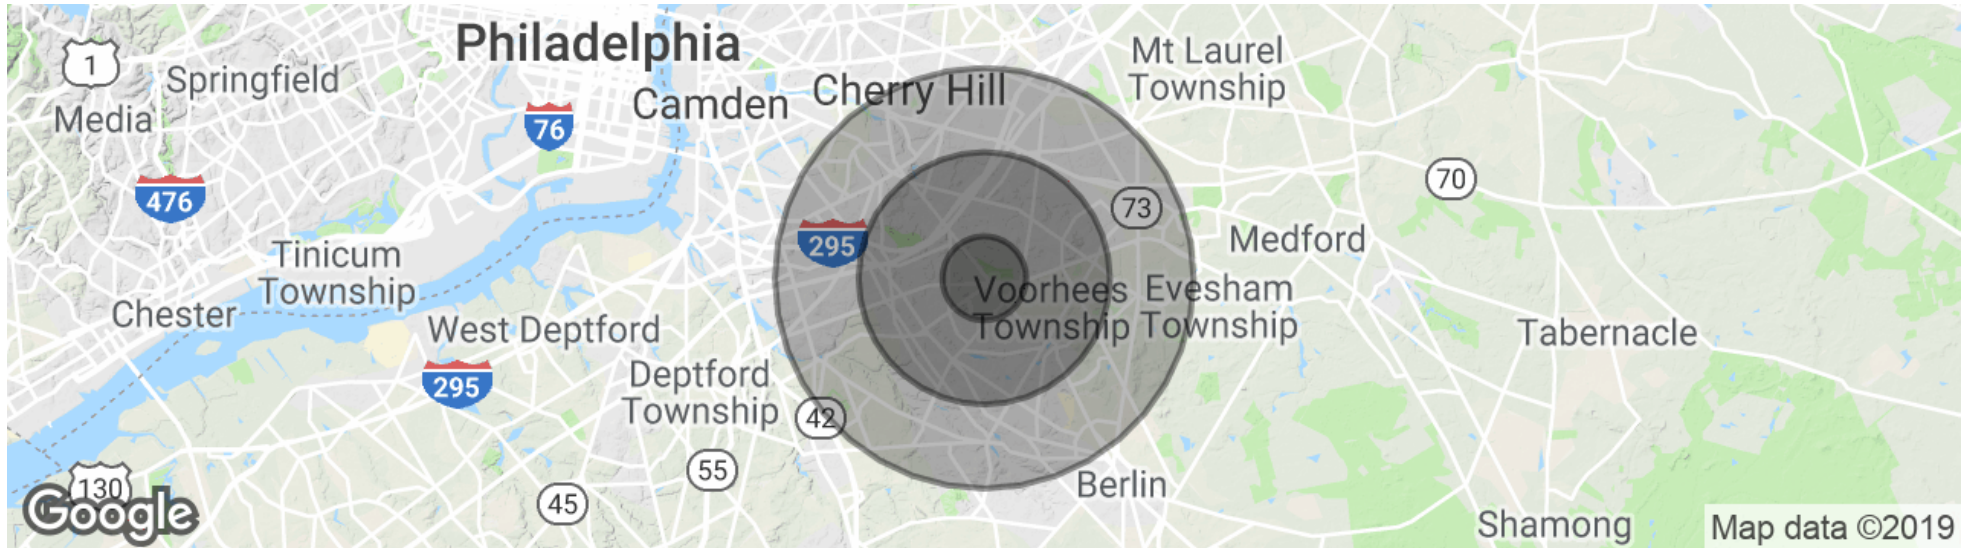 Philadelphia
Mt Laurel
Township
1
Springfield
Cherry Hill
Camden
Media
76
70
476
73
295
Medford
Tinicum
Township
Voorhees
Township
Evesham
Township
Chester
West Deptford
Tabernacle
295
Deptford
Township
42
55
Berlin
130
45
Google
Shamong
Map data ©2019